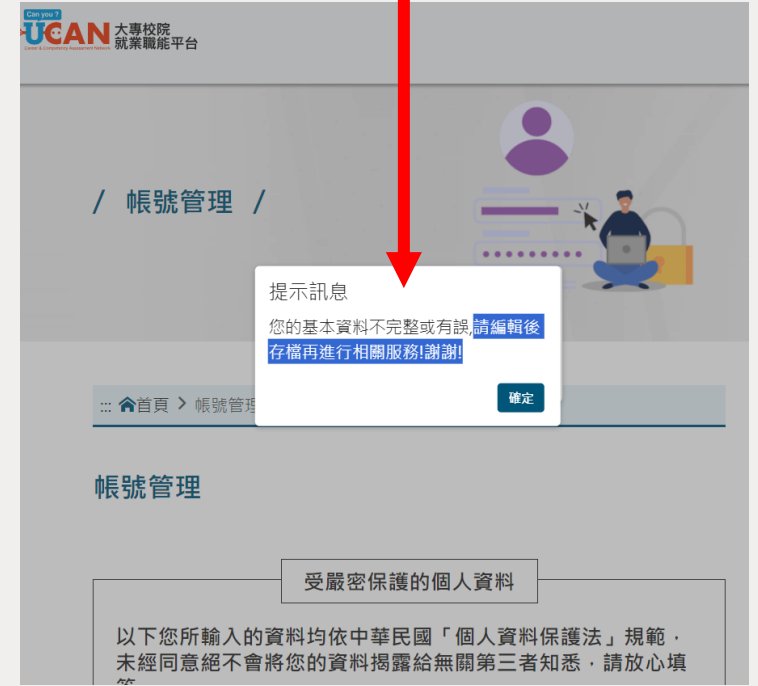 Can you ?
UCAN 大專校院
就業職能平台
Career & Competency Assessment Network
/ 帳號管理 /
提示訊息
您的基本資料不完整或有誤,請編輯後
存檔再進行相關服務!謝謝!
確定
::: 首頁 > 帳號管理
帳號管理
受嚴密保護的個人資料
以下您所輸入的資料均依中華民國「個人資料保護法」規範,
未經同意絕不會將您的資料揭露給無關第三者知悉,請放心填